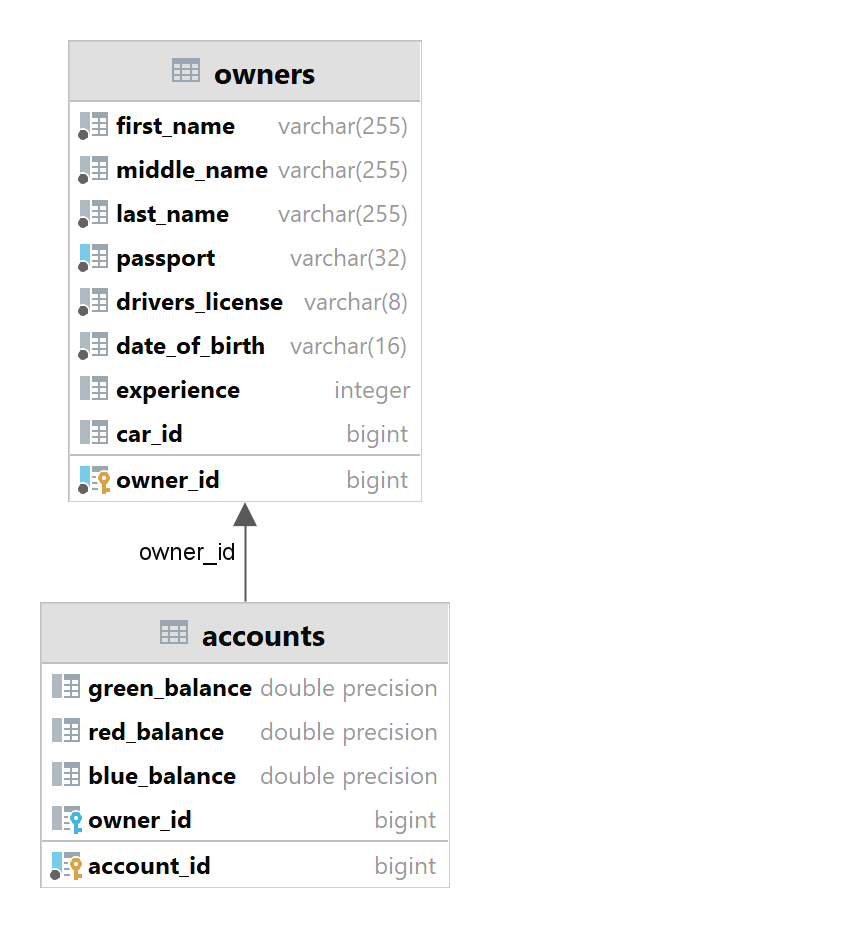 owners
first_name varchar(255)
middle_name varchar(255)
last_name varchar(255)
passport varchar(32)
drivers_license varchar(8)
date_of_birth varchar(16)
experience integer
car_id bigint
owner_id bigint
owner_id
accounts
green_balance double precision
red_balance double precision
blue_balance double precision
owner_id bigint
account_id bigint